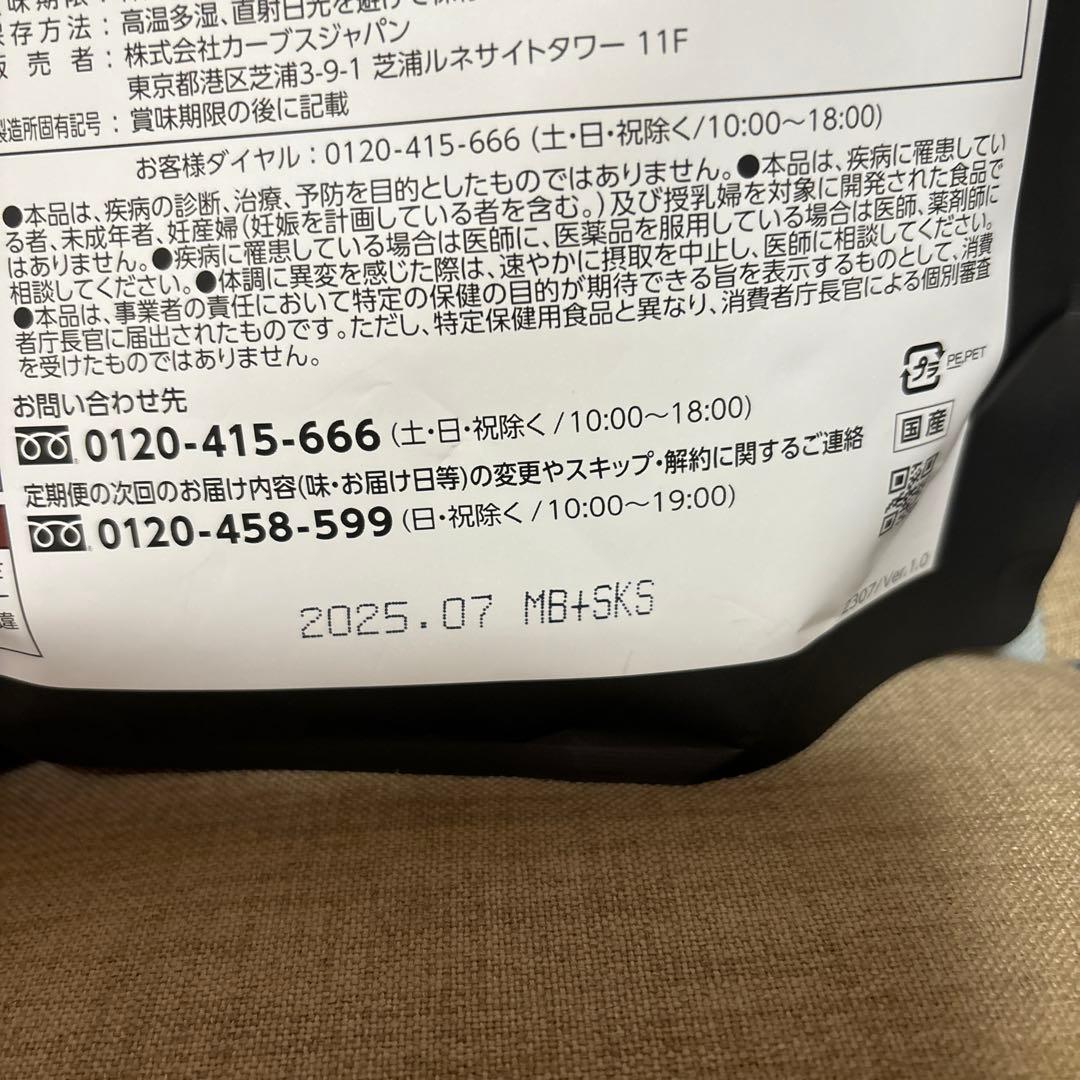 味期限：
保存方法：高温多湿、直射日光を避けて保
販売者：株式会社カーブスジャパン
東京都港区芝浦3-9-1 芝浦ルネサイトタワー 11F
製造所固有記号：賞味期限の後に記載
お客様ダイヤル：0120-415-666 (土・日・祝除く/10:00〜18:00)
●本品は、疾病の診断、治療、予防を目的としたものではありません。●本品は、疾病に罹患してい
る者、未成年者、妊産婦(妊娠を計画している者を含む。)及び授乳婦を対象に開発された食品で
はありません。●疾病に罹患している場合は医師に、医薬品を服用している場合は医師、薬剤師に
相談してください。●体調に異変を感じた際は、速やかに摂取を中止し、医師に相談してください。
●本品は、事業者の責任において特定の保健の目的が期待できる旨を表示するものとして、消費
者庁長官に届出されたものです。ただし、特定保健用食品と異なり、消費者庁長官による個別審査
を受けたものではありません。
プラ PE,PET
お問い合わせ先
0120-415-666 (土・日・祝除く/10:00〜18:00)
国産
定期便の次回のお届け内容(味・お届け日等)の変更やスキップ・解約に関するご連絡
0120-458-599 (日・祝除く/10:00〜19:00)
2307/Ver.1.0
違
2025.07 MB+SKS